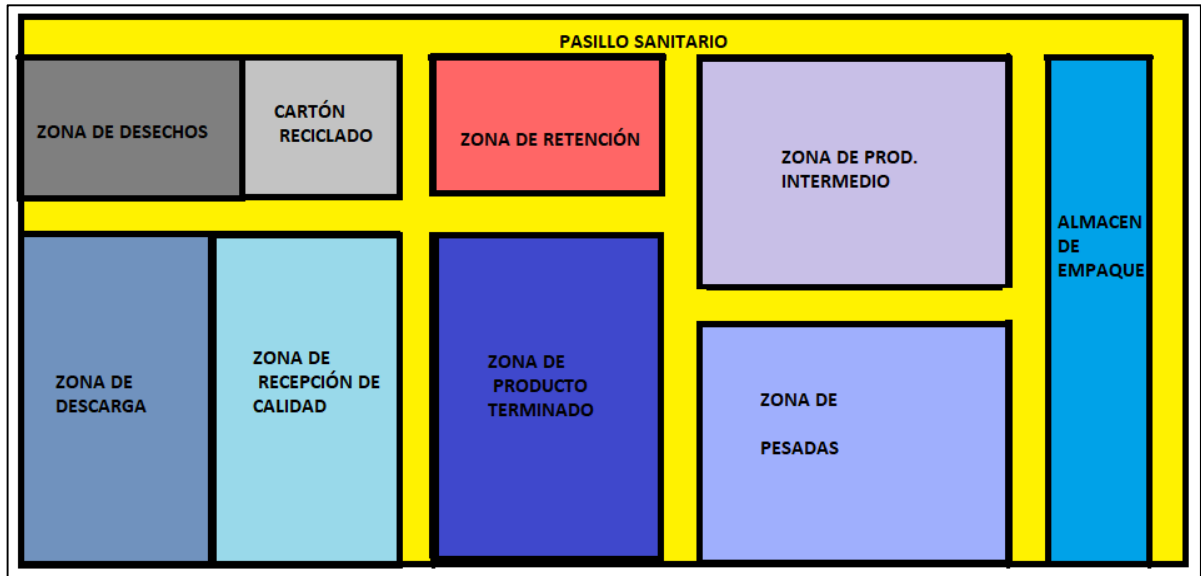 PASILLO SANITARIO
ZONA DE DESECHOS
CARTÓN
RECICLADO
ZONA DE RETENCIÓN
ZONA DE PROD.
INTERMEDIO
ALMACEN
DE
EMPAQUE
ZONA DE
DESCARGA
ZONA DE
RECEPCIÓN DE
CALIDAD
ZONA DE
PRODUCTO
TERMINADO
ZONA DE
PESADAS